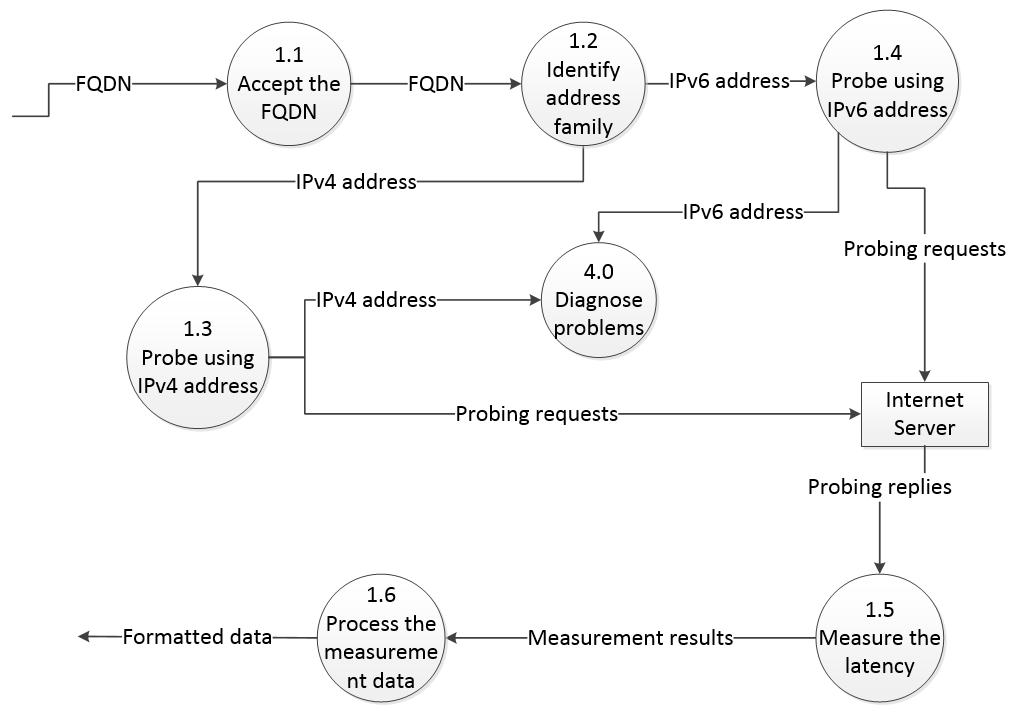 FQDN
1.1
Accept the
FQDN
FQDN
1.2
Identify
address
family
IPv6 address
1.4
Probe using
IPv6 address
IPv4 address
IPv6 address
Probing requests
4.0
Diagnose
problems
IPv4 address
1.3
Probe using
IPv4 address
Probing requests
Internet
Server
Probing replies
1.5
Measure the
latency
Measurement results
1.6
Process the
measureme
nt data
Formatted data